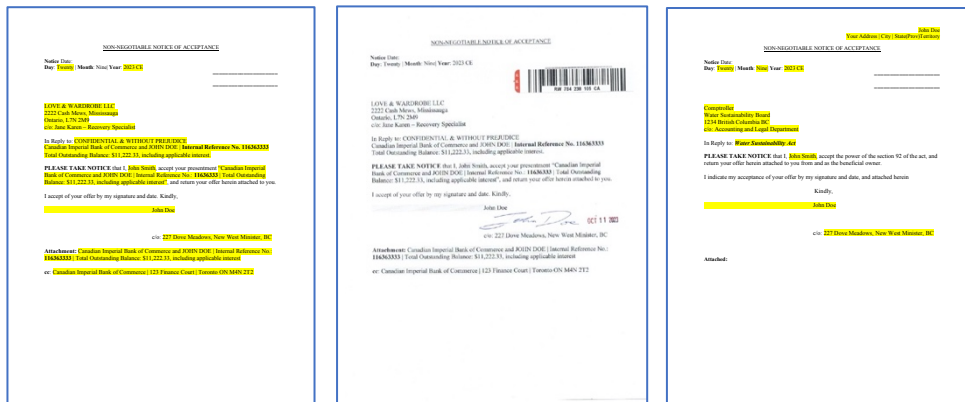 NON-NEGOTIABLE NOTICE OF ACCEPTANCE
Notice Date:
Day: Twenty | Month: Nine| Year: 2023 CE
LOVE & WARDROBE LLC
2222 Cash Mews, Mississauga
Ontario, L7N 2M9
c/o: Jane Karen – Recovery Specialist
In Reply to: CONFIDENTIAL & WITHOUT PREJUDICE
Canadian Imperial Bank of Commerce and JOHN DOE | Internal Reference No. 116363333
Total Outstanding Balance: $11,222.33, including applicable interest.
PLEASE TAKE NOTICE that I, John Smith, accept your presentment "Canadian Imperial
Bank of Commerce and JOHN DOE | Internal Reference No.: 116363333 | Total Outstanding
Balance: $11,222.33, including applicable interest", and return your offer herein attached to you.
I accept of your offer by my signature and date. Kindly,
John Doe
c/o: 227 Dove Meadows, New West Minister, BC
Attachment: Canadian Imperial Bank of Commerce and JOHN DOE | Internal Reference No.:
116363333 | Total Outstanding Balance: $11,222.33, including applicable interest
cc: Canadian Imperial Bank of Commerce | 123 Finance Court | Toronto ON M4N 2T2
NON-NEGOTIABLE NOTICE OF ACCEPTANCE
Notice Date:
Day: Twenty | Month: Nine| Year: 2023 CE
LOVE & WARDROBE LLC
2222 Cash Mews, Mississauga
Ontario, L7N 2M9
c/o: Jane Karen – Recovery Specialist
In Reply to: CONFIDENTIAL & WITHOUT PREJUDICE
Canadian Imperial Bank of Commerce and JOHN DOE | Internal Reference No. 116363333
Total Outstanding Balance: $11,222.33, including applicable interest.
PLEASE TAKE NOTICE that I, John Smith, accept your presentment "Canadian Imperial
Bank of Commerce and JOHN DOE | Internal Reference No.: 116363333 | Total Outstanding
Balance: $11,222.33, including applicable interest", and return your offer herein attached to you.
I accept of your offer by my signature and date. Kindly,
John Doe
John Doe OCT 11 2023
c/o: 227 Dove Meadows, New West Minister, BC
Attachment: Canadian Imperial Bank of Commerce and JOHN DOE | Internal Reference No.:
116363333 | Total Outstanding Balance: $11,222.33, including applicable interest
cc: Canadian Imperial Bank of Commerce | 123 Finance Court | Toronto ON M4N 2T2
John Doe
Your Address | City | State|Prov|Territory
NON-NEGOTIABLE NOTICE OF ACCEPTANCE
Notice Date:
Day: Twenty | Month: Nine| Year: 2023 CE
Comptroller
Water Sustainability Board
1234 British Columbia BC
c/o: Accounting and Legal Department
In Reply to: Water Sustainability Act
PLEASE TAKE NOTICE that I, John Smith, accept the power of the section 92 of the act, and
return your offer herein attached to you from and as the beneficial owner.
I indicate my acceptance of your offer by my signature and date, and attached herein
Kindly,
John Doe
c/o: 227 Dove Meadows, New West Minister, BC
Attached: